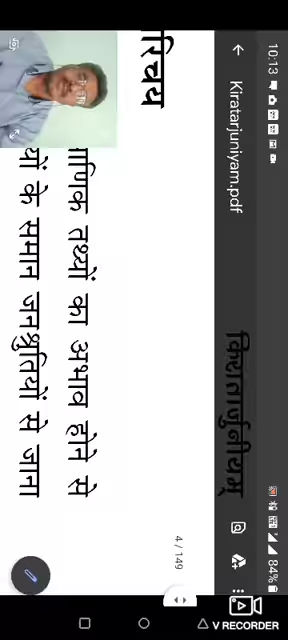 10:13
84%
Kiratarjuniyam.pdf
किरातार्जुनीयम्
रिचय
4 / 149
ाणिक तथ्यों का अभाव होने से
यों के समान जनश्रुतियों से जाना
V RECORDER